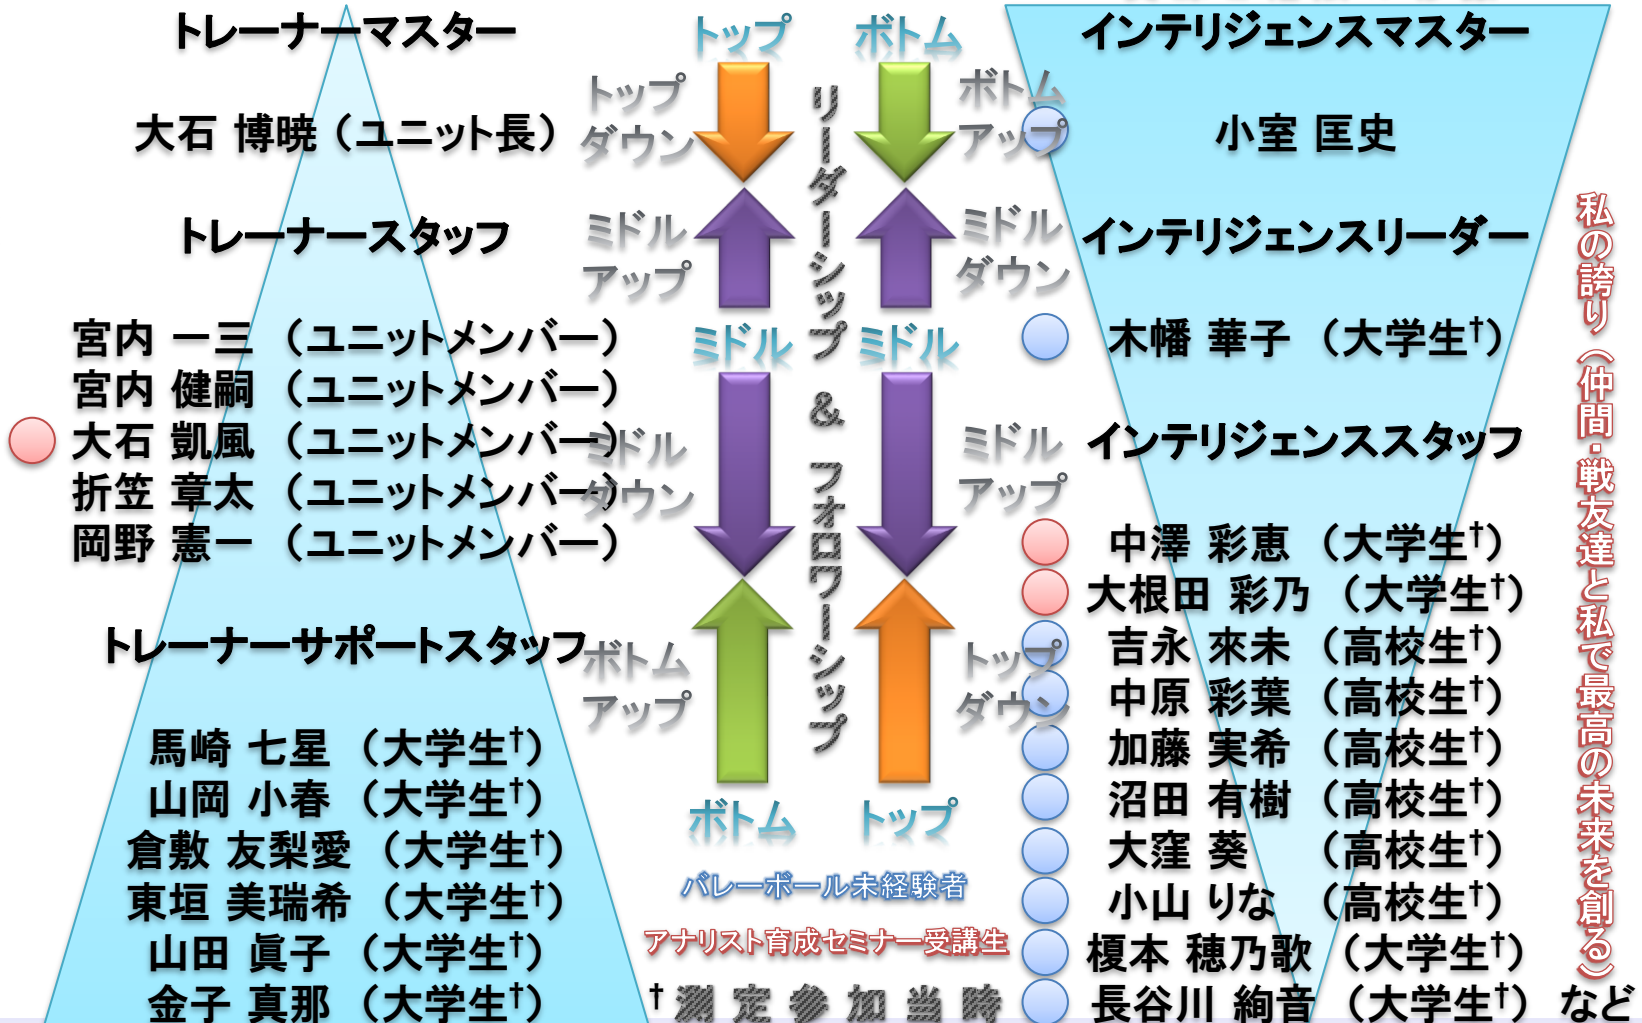 トレーナーマスター
大石 博暁（ユニット長）
トレーナースタッフ
宮内 一三 （ユニットメンバー）
宮内 健嗣 （ユニットメンバー）
大石 凱風 （ユニットメンバー）
折笠 章太 （ユニットメンバー）
岡野 憲一 （ユニットメンバー）
トレーナーサポートスタッフ
馬崎 七星 （大学生†）
山岡 小春 （大学生†）
倉敷 友梨愛 （大学生†）
東垣 美瑞希 （大学生†）
山田 眞子 （大学生†）
金子 真那 （大学生†）
トップ
トップ
ダウン
ミドル
アップ
ミドル
ミドル
ダウン
ボトム
アップ
ボトム
リーダーシップ & フォロワーシップ
ボトム
ボトム
アップ
ミドル
ダウン
ミドル
ミドル
アップ
トップ
ダウン
トップ
バレーボール未経験者
アナリスト育成セミナー受講生
†測定参加当時
インテリジェンスマスター
小室 匡史
インテリジェンスリーダー
木幡 華子 （大学生†）
インテリジェンススタッフ
中澤 彩恵 （大学生†）
大根田 彩乃 （大学生†）
吉永 來未 （高校生†）
中原 彩葉 （高校生†）
加藤 実希 （高校生†）
沼田 有樹 （高校生†）
大窪 葵 （高校生†）
小山 りな （高校生†）
榎本 穂乃歌 （大学生†）
長谷川 絢音 （大学生†） など
私の誇り（仲間・戦友達と私で最高の未来を創る）